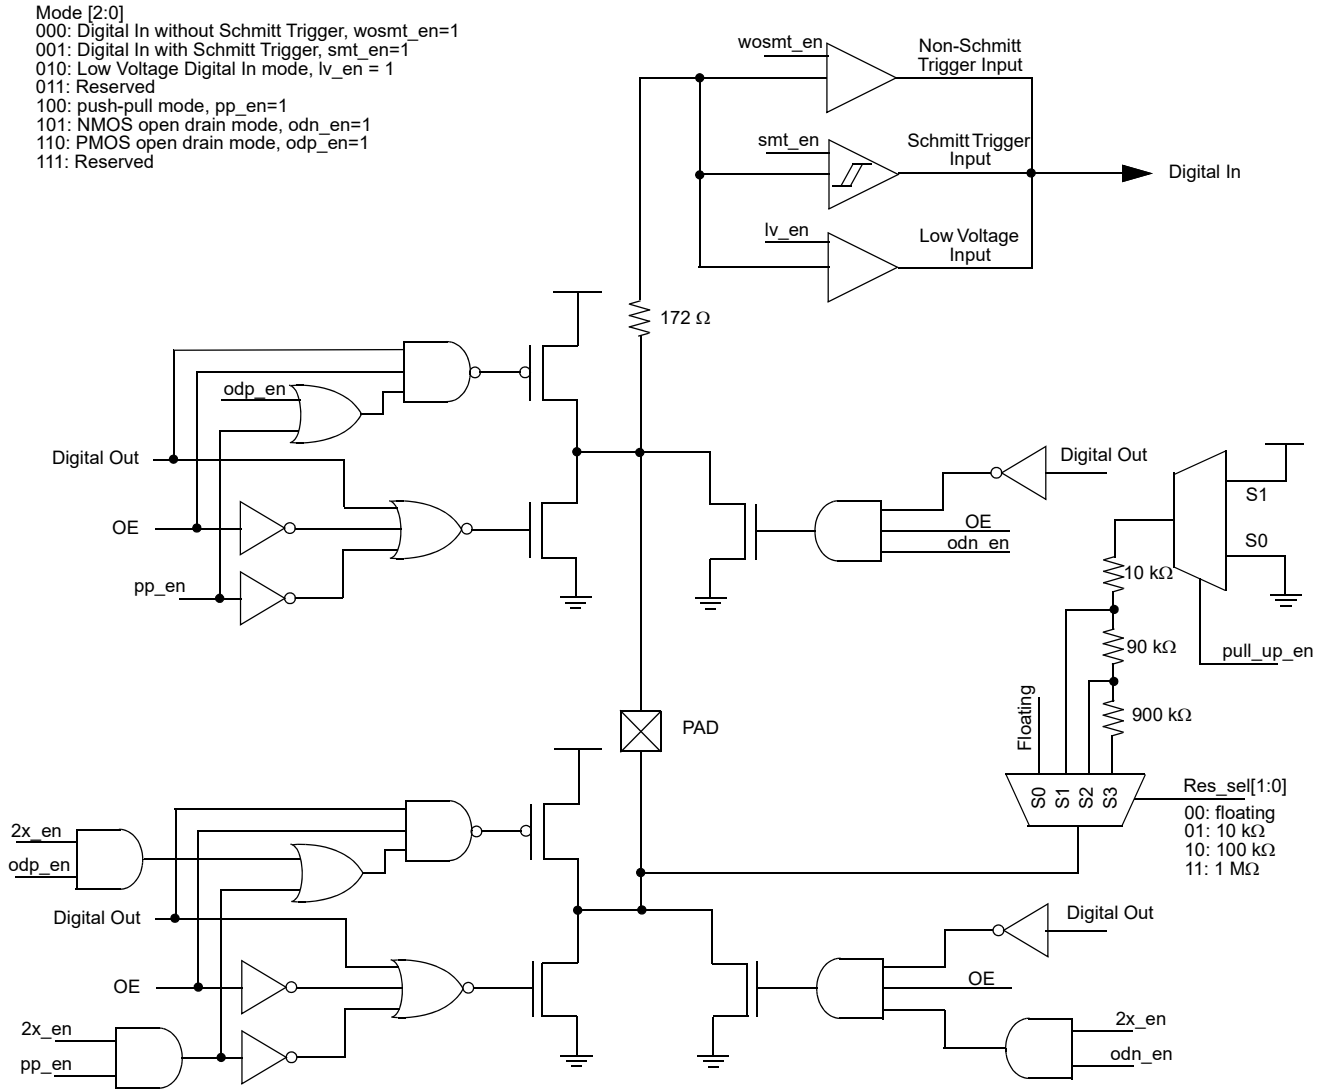 Mode [2:0]
000: Digital In without Schmitt Trigger, wosmt_en=1
001: Digital In with Schmitt Trigger, smt_en=1
010: Low Voltage Digital In mode, lv_en = 1
011: Reserved
100: push-pull mode, pp_en=1
101: NMOS open drain mode, odn_en=1
110: PMOS open drain mode, odp_en=1
111: Reserved
wosmt_en
Non-Schmitt
Trigger Input
smt_en
Schmitt Trigger
Input
Digital In
lv_en
Low Voltage
Input
172 Ω
odp_en
Digital Out
OE
pp_en
Digital Out
OE
odn_en
S1
S0
10 kΩ
90 kΩ
pull_up_en
900 kΩ
Floating
PAD
S0
S1
S2
S3
Res_sel[1:0]
00: floating
01: 10 kΩ
10: 100 kΩ
11: 1 MΩ
2x_en
odp_en
Digital Out
OE
2x_en
pp_en
Digital Out
OE
2x_en
odn_en